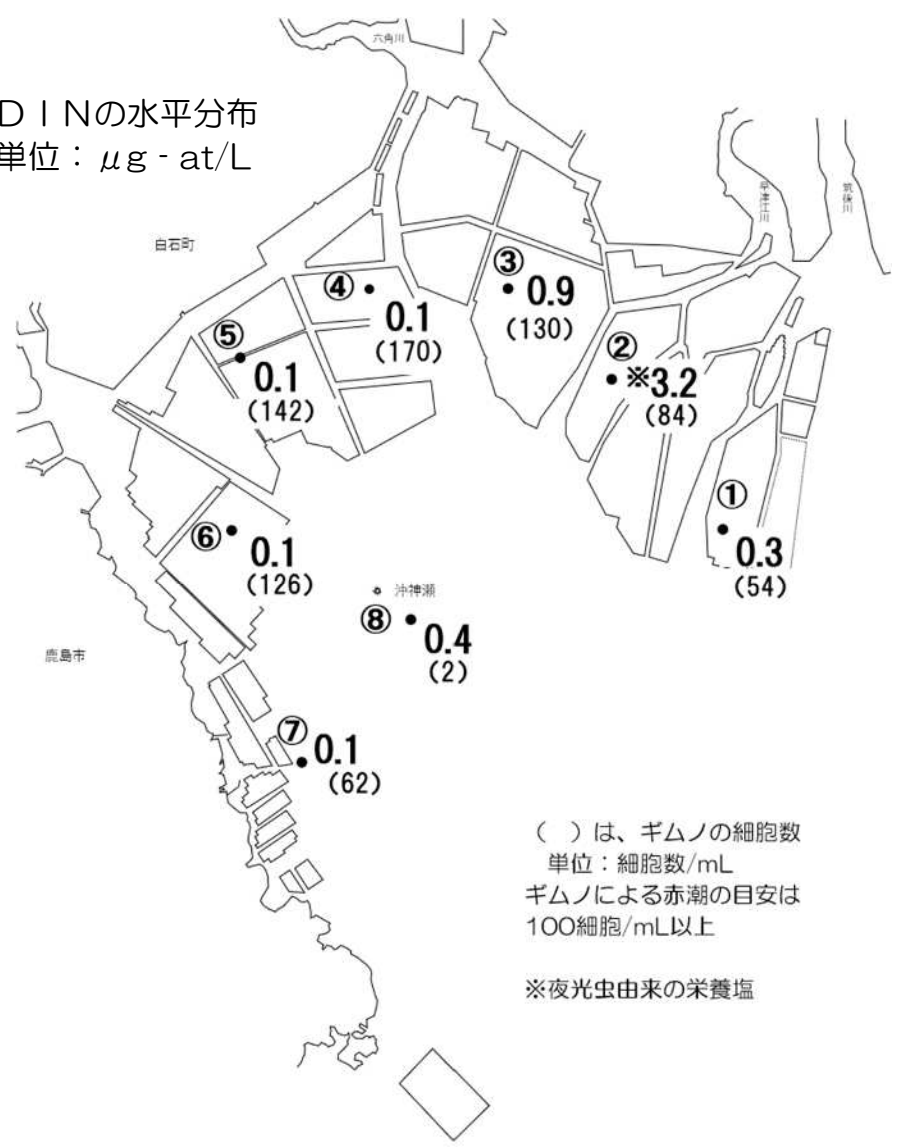 六角川
DINの水平分布
単位：μg-at/L
早津江川
筑後川
白石町
③
0.9
(130)
④
0.1
(170)
⑤
0.1
(142)
②
※3.2
(84)
①
0.3
(54)
⑥
0.1
(126)
沖神瀬
⑧
0.4
(2)
鹿島市
⑦
0.1
(62)
（　）は、ギムノの細胞数
単位：細胞数/mL
ギムノによる赤潮の目安は
100細胞/mL以上
※夜光虫由来の栄養塩